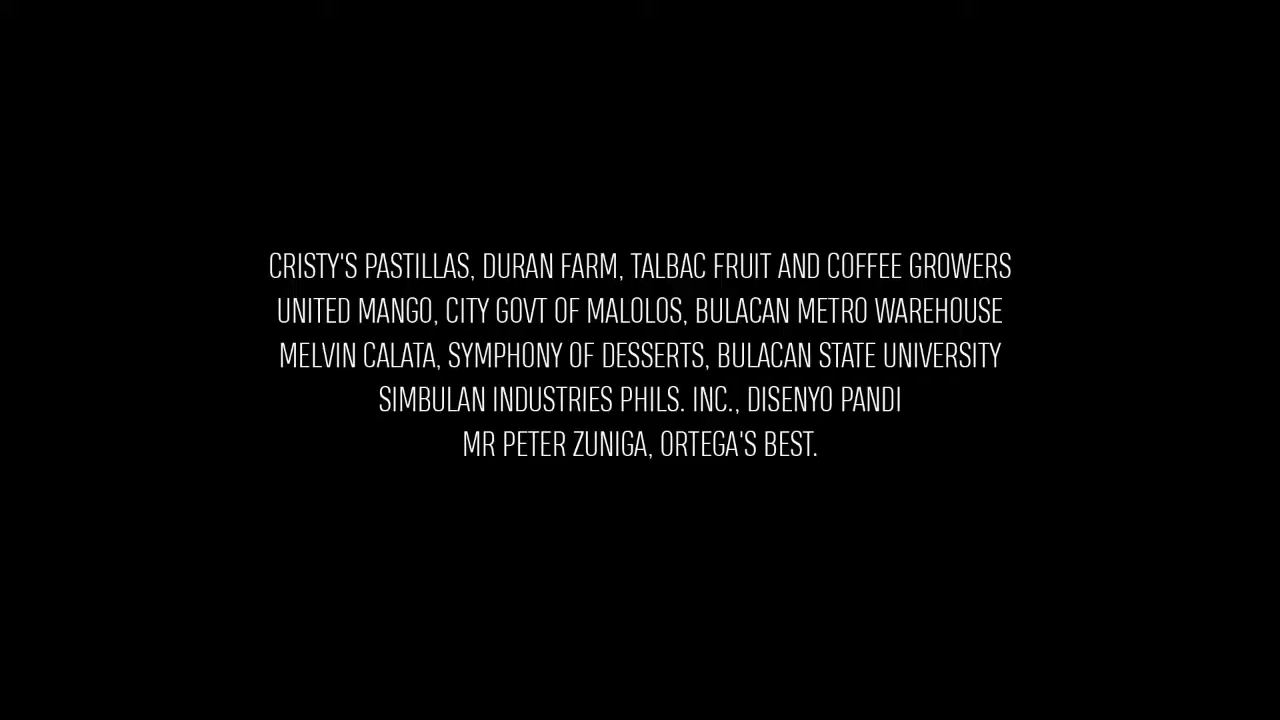 CRISTY'S PASTILLAS, DURAN FARM, TALBAC FRUIT AND COFFEE GROWERS
UNITED MANGO, CITY GOVT OF MALOLOS, BULACAN METRO WAREHOUSE
MELVIN CALATA, SYMPHONY OF DESSERTS, BULACAN STATE UNIVERSITY
SIMBULAN INDUSTRIES PHILS. INC., DISENYO PANDI
MR PETER ZUNIGA, ORTEGA'S BEST.